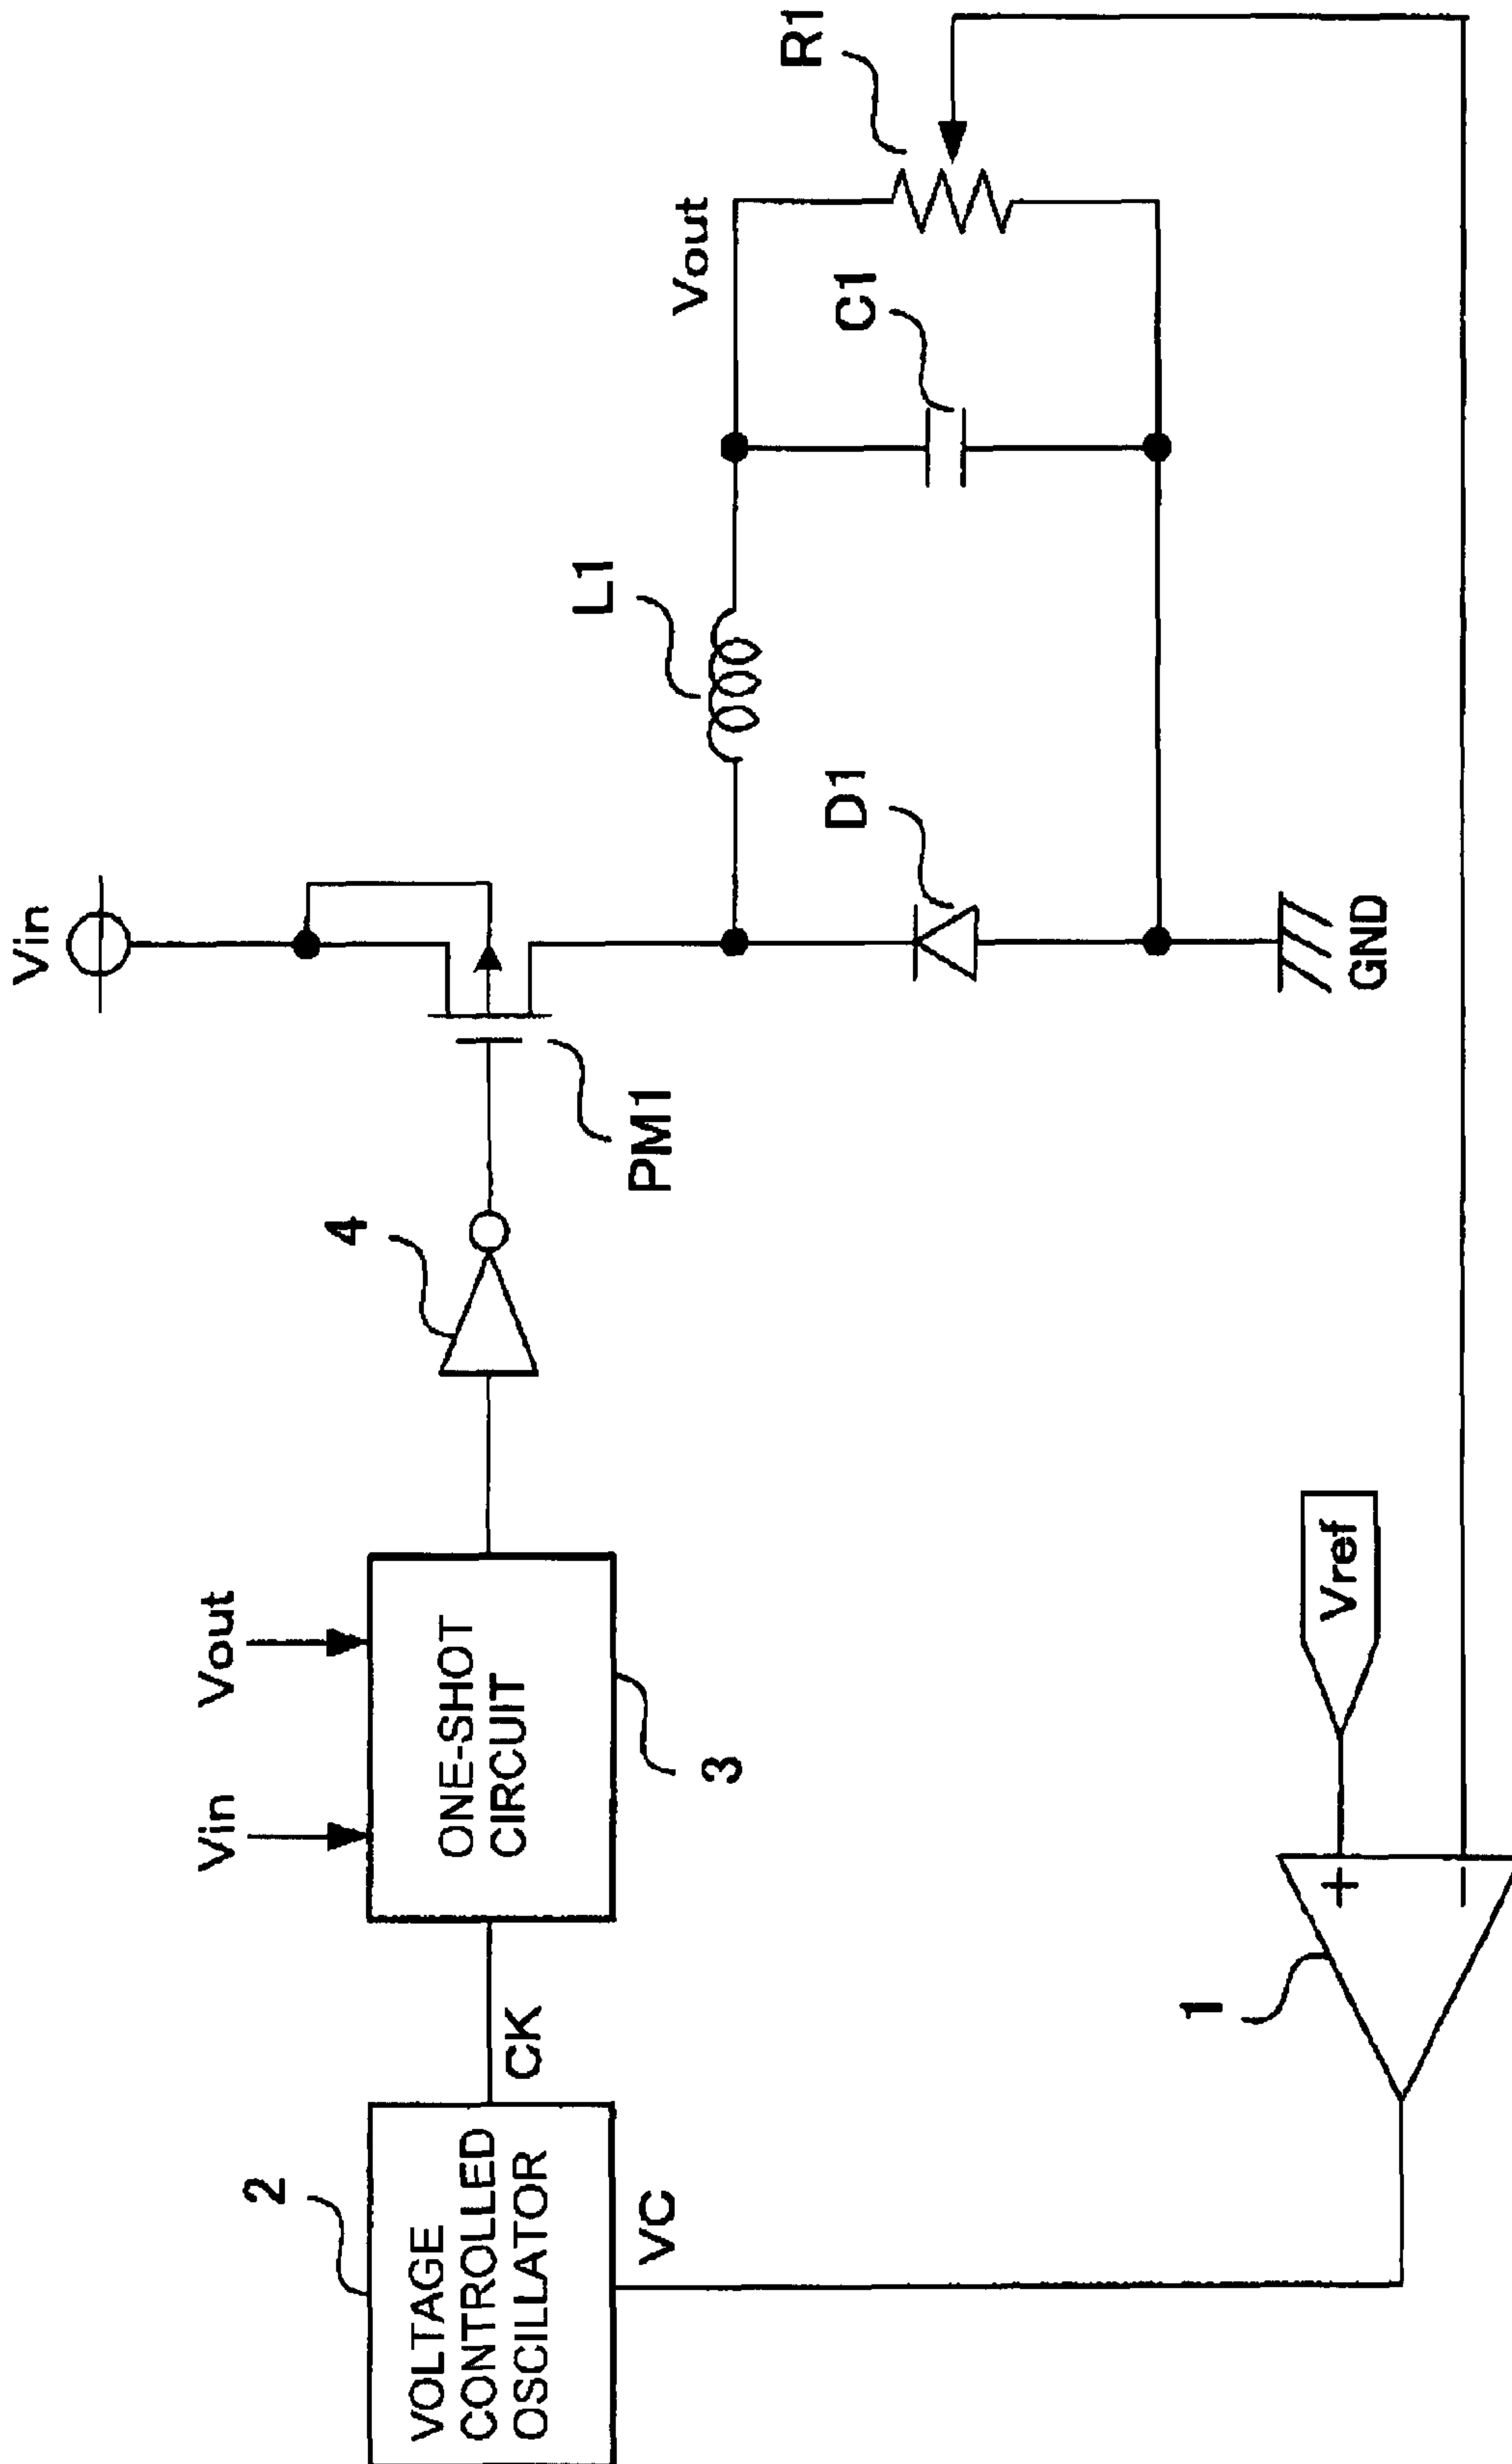 Vin
Vin
Vout
2
VOLTAGE
CONTROLLED
OSCILLATOR
CK
ONE-SHOT
CIRCUIT
3
4
PM1
L1
Vout
R1
C1
D1
GND
VC
1
+
−
Vref